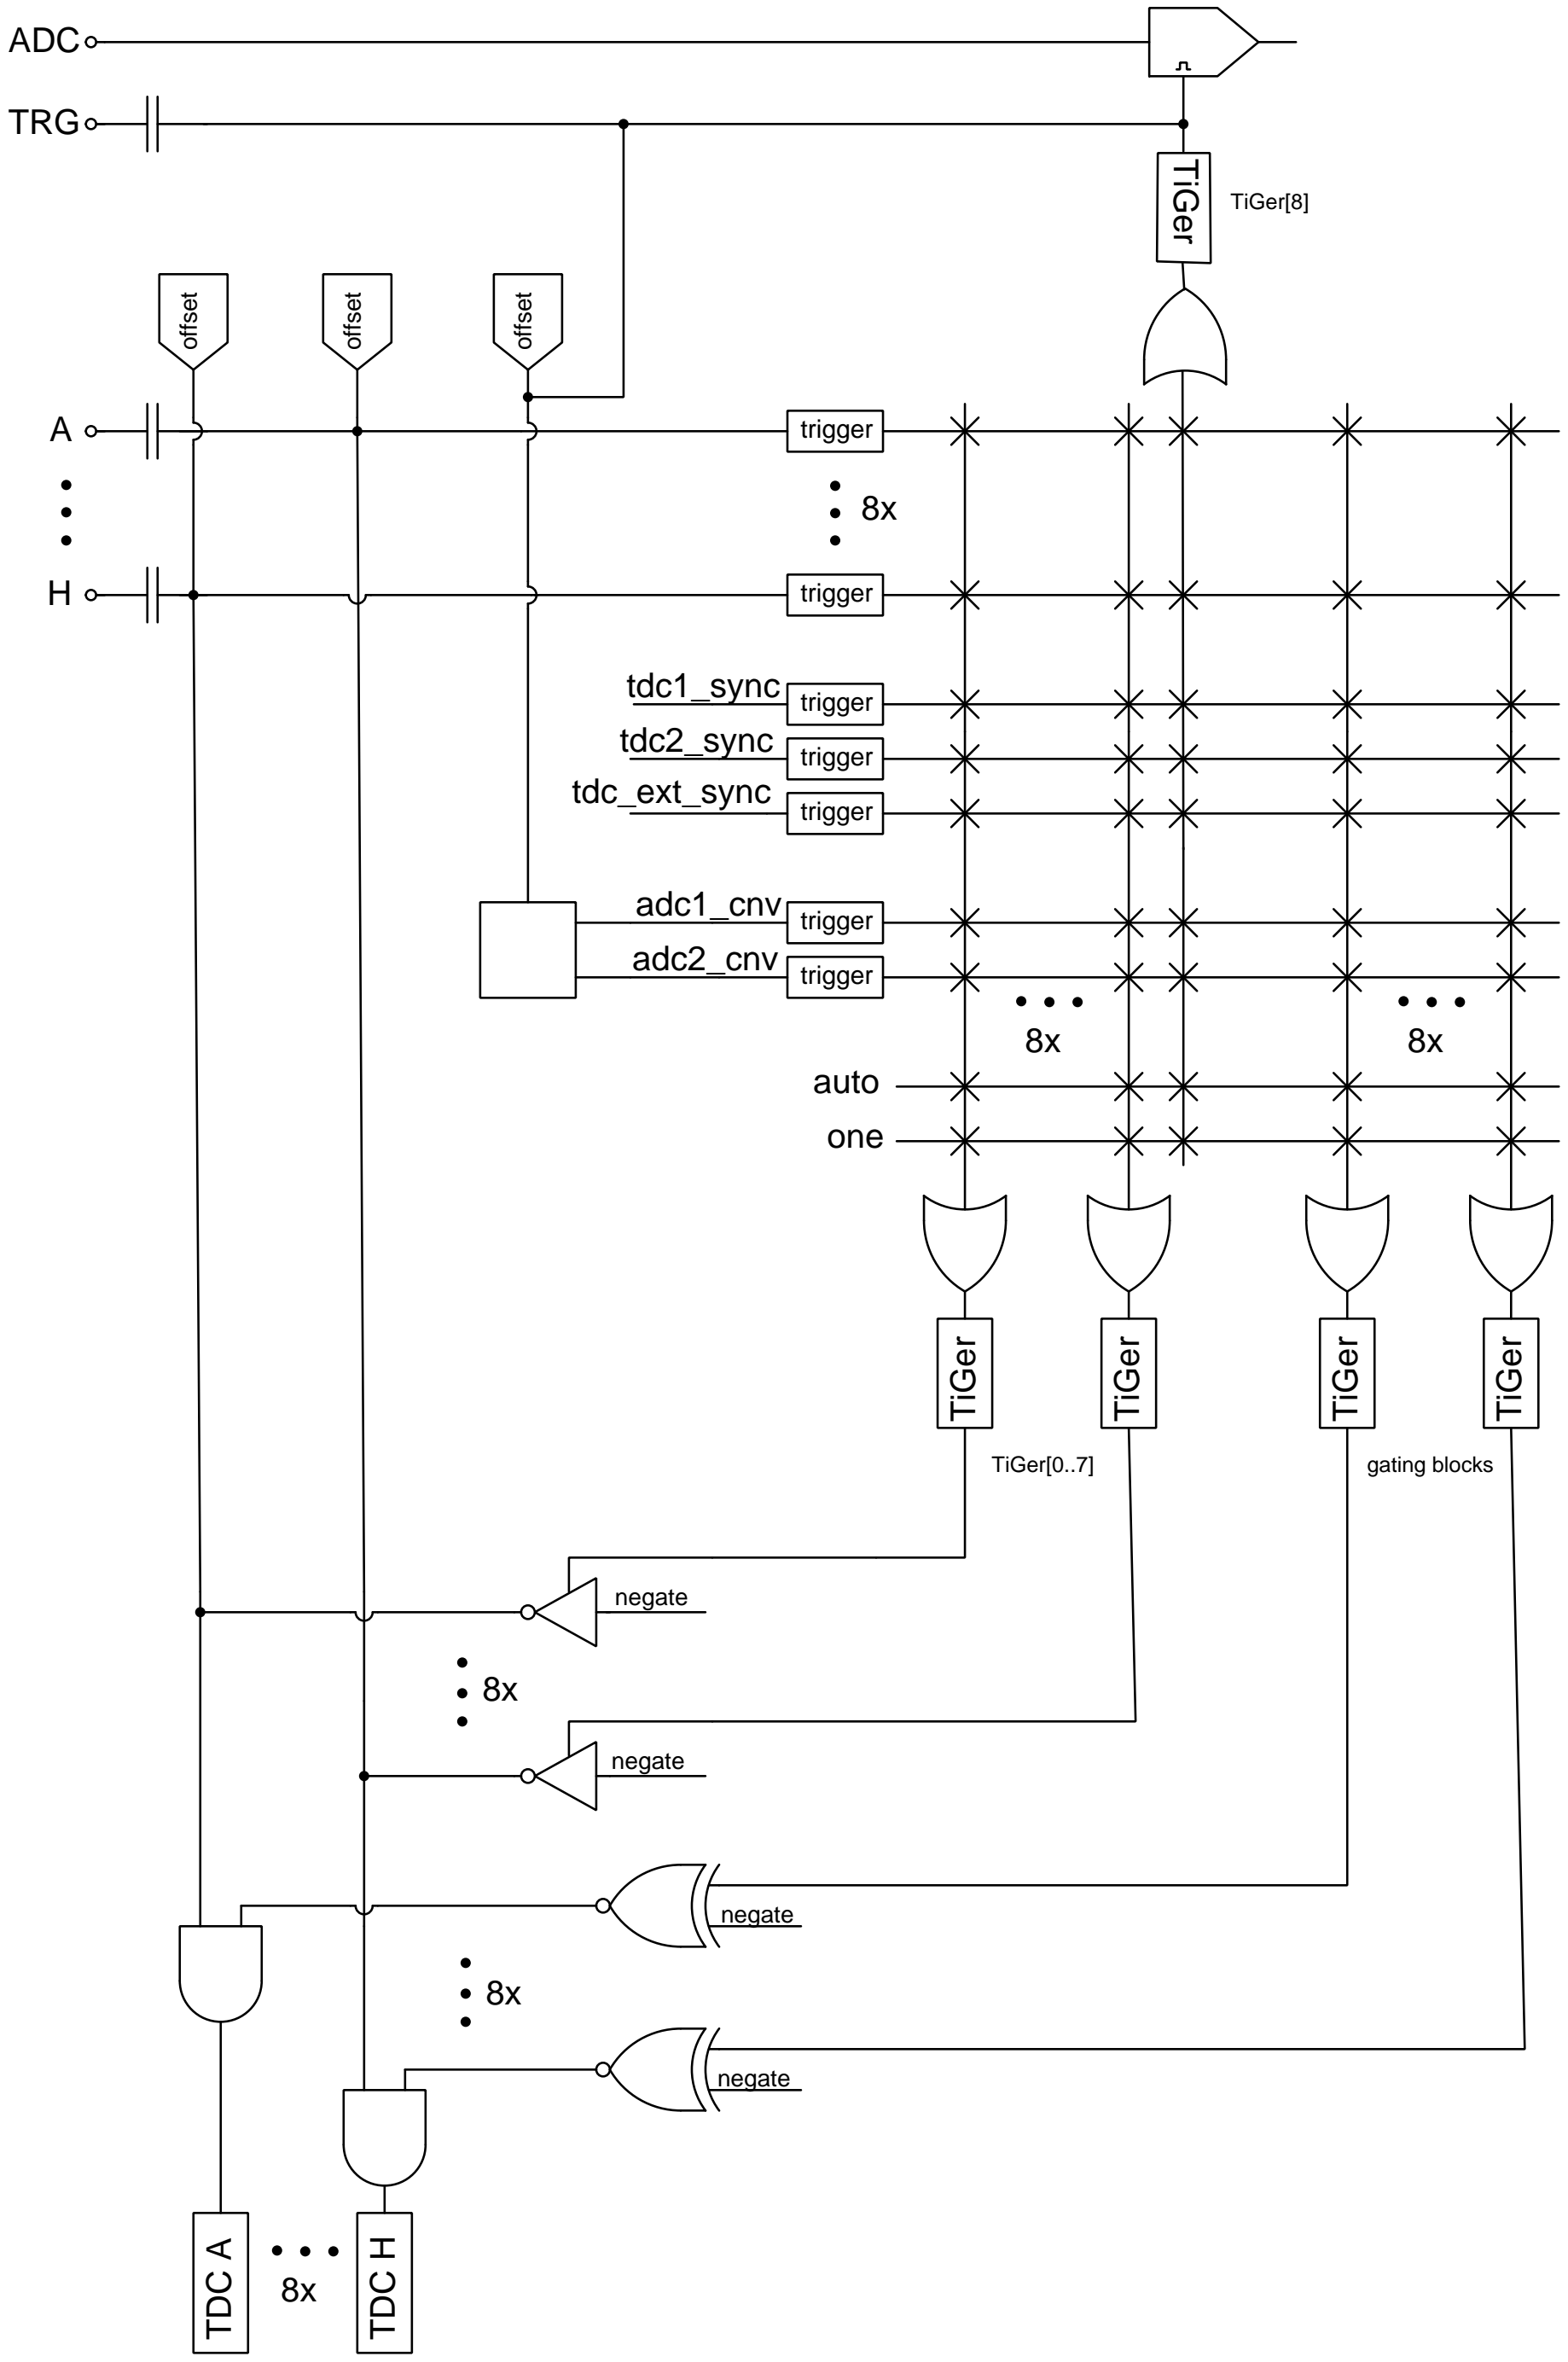 ADC
TRG
TiGer
TiGer[8]
offset
offset
offset
A
trigger
8x
H
trigger
tdc1_sync
trigger
tdc2_sync
trigger
tdc_ext_sync
trigger
adc1_cnv
trigger
adc2_cnv
trigger
8x
8x
auto
one
TiGer
TiGer
TiGer
TiGer
TiGer[0..7]
gating blocks
negate
8x
negate
negate
8x
negate
TDC A
8x
TDC H